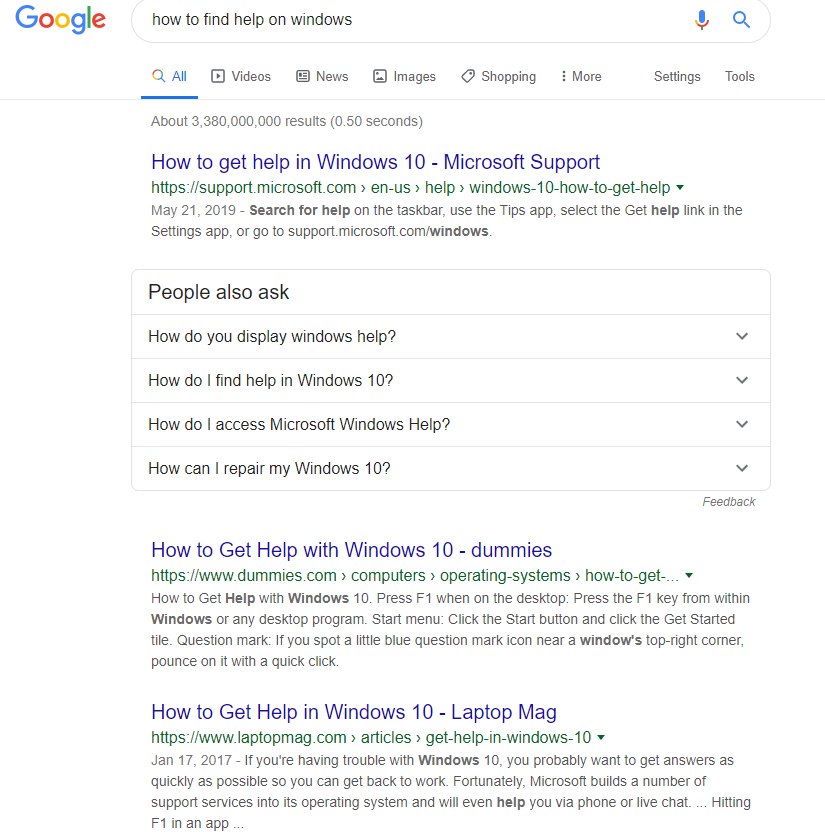 Google
how to find help on windows
All Videos News Images Shopping More Settings Tools
About 3,380,000,000 results (0.50 seconds)
How to get help in Windows 10 - Microsoft Support
https://support.microsoft.com › en-us › help › windows-10-how-to-get-help
May 21, 2019 - Search for help on the taskbar, use the Tips app, select the Get help link in the
Settings app, or go to support.microsoft.com/windows.
People also ask
How do you display windows help?
How do I find help in Windows 10?
How do I access Microsoft Windows Help?
How can I repair my Windows 10?
Feedback
How to Get Help with Windows 10 - dummies
https://www.dummies.com › computers › operating-systems › how-to-get-...
How to Get Help with Windows 10. Press F1 when on the desktop: Press the F1 key from within
Windows or any desktop program. Start menu: Click the Start button and click the Get Started
tile. Question mark: If you spot a little blue question mark icon near a window's top-right corner,
pounce on it with a quick click.
How to Get Help in Windows 10 - Laptop Mag
https://www.laptopmag.com › articles › get-help-in-windows-10
Jan 17, 2017 - If you're having trouble with Windows 10, you probably want to get answers as
quickly as possible so you can get back to work. Fortunately, Microsoft builds a number of
support services into its operating system and will even help you via phone or live chat. ... Hitting
F1 in an app ...